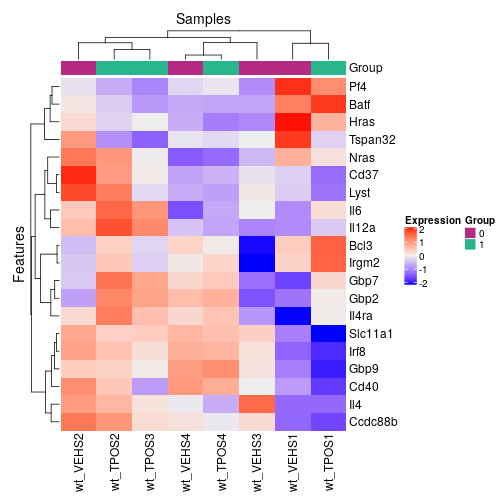 Samples
Group
Pf4
Batf
Hras
Tspan32
Nras
Cd37
Lyst
Il6
Il12a
Bcl3
Irgm2
Gbp7
Gbp2
Il4ra
Slc11a1
Irf8
Gbp9
Cd40
Il4
Ccdc88b
Features
wt_VEHS2
wt_TPOS2
wt_TPOS3
wt_VEHS4
wt_TPOS4
wt_VEHS3
wt_VEHS1
wt_TPOS1
Expression Group
2 0
1 1
0
-1
-2